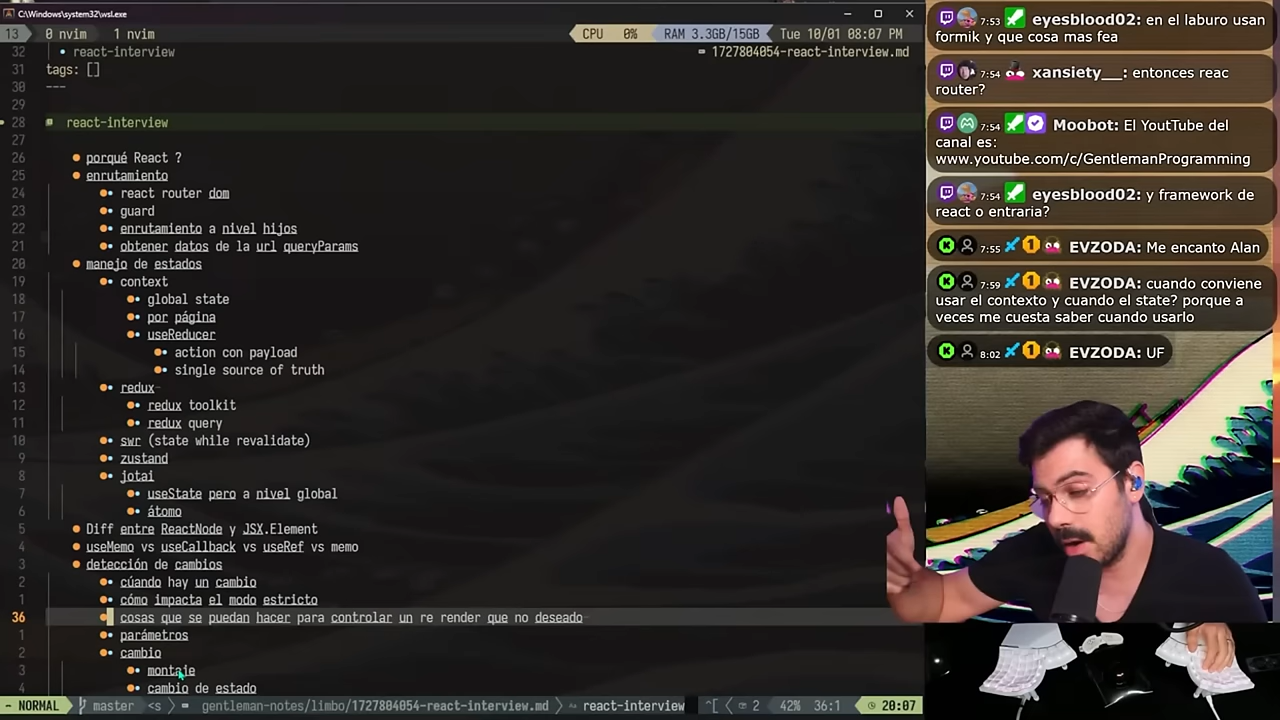 C:\Windows\system32\wsl.exe
13 0 nvim 1 nvim CPU 0% RAM 3.3GB/15GB Tue 10/01 08:07 PM
32 • react-interview 1727804054-react-interview.md
31 tags: []
30 ---
29
28 react-interview
27
26 porqué React ?
25 enrutamiento
24 react router dom
23 guard
22 enrutamiento a nivel hijos
21 obtener datos de la url queryParams
20 manejo de estados
19 context
18 global state
17 por página
16 useReducer
15 action con payload
14 single source of truth
13 redux
12 redux toolkit
11 redux query
10 swr (state while revalidate)
9 zustand
8 jotai
7 useState pero a nivel global
6 átomo
5 Diff entre ReactNode y JSX.Element
4 useMemo vs useCallback vs useRef vs memo
3 detección de cambios
2 cúando hay un cambio
1 cómo impacta el modo estricto
36 cosas que se puedan hacer para controlar un re render que no deseado
1 parámetros
2 cambio
3 montaje
4 cambio de estado
- NORMAL master <s> gentleman-notes/limbo/1727804054-react-interview.md react-interview ^[ < 2 42% 36:1 20:07
7:53 eyesblood02: en el laburo usan
formik y que cosa mas fea
7:54 xansiety__: entonces reac
router?
7:54 Moobot: El YouTube del
canal es:
www.youtube.com/c/GentlemanProgramming
7:54 eyesblood02: y framework de
react o entraria?
7:55 EVZODA: Me encanto Alan
7:59 EVZODA: cuando conviene
usar el contexto y cuando el state? porque a
veces me cuesta saber cuando usarlo
8:02 EVZODA: UF